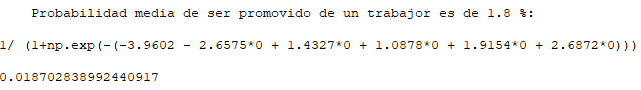 Probabilidad media de ser promovido de un trabajor es de 1.8 %:
1/ (1+np.exp(-(-3.9602 - 2.6575*0 + 1.4327*0 + 1.0878*0 + 1.9154*0 + 2.6872*0)))
0.018702838992440917